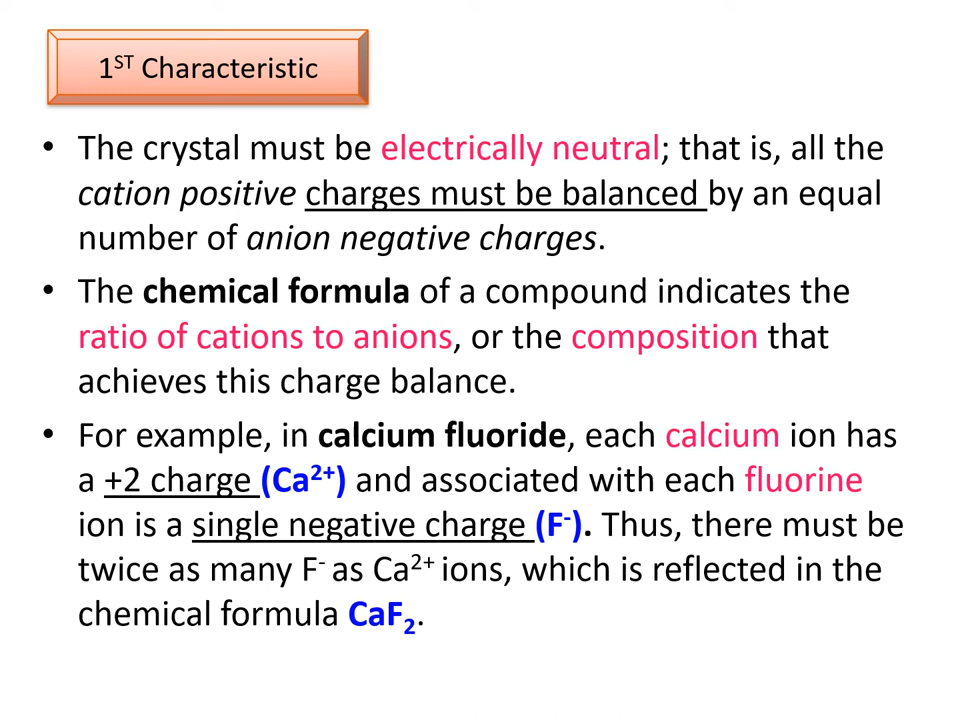 1ST Characteristic
• The crystal must be electrically neutral; that is, all the
cation positive charges must be balanced by an equal
number of anion negative charges.
• The chemical formula of a compound indicates the
ratio of cations to anions, or the composition that
achieves this charge balance.
• For example, in calcium fluoride, each calcium ion has
a +2 charge (Ca²⁺) and associated with each fluorine
ion is a single negative charge (F⁻). Thus, there must be
twice as many F⁻ as Ca²⁺ ions, which is reflected in the
chemical formula CaF₂.